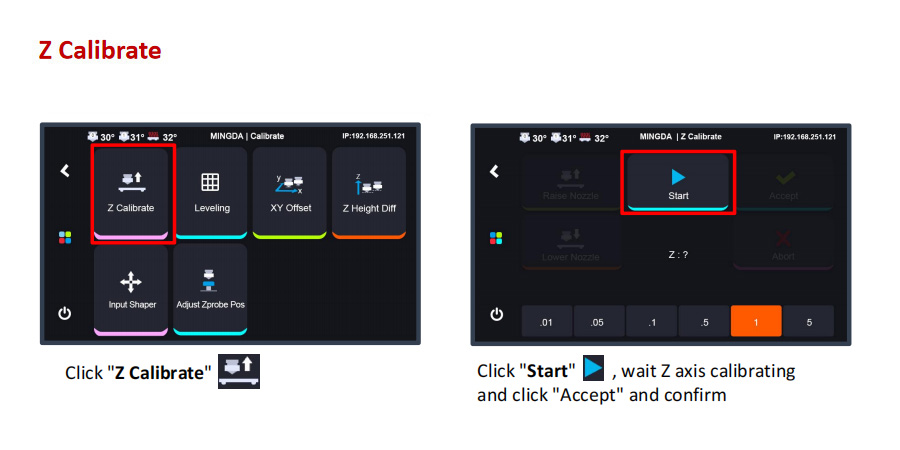 Z Calibrate
30° 31° 32° MINGDA | Calibrate IP:192.168.251.121
Z Calibrate Leveling XY Offset Z Height Diff
y x Z
Input Shaper Adjust Zprobe Pos
Click "Z Calibrate"
30° 31° 32° MINGDA | Z Calibrate IP:192.168.251.121
Raise Nozzle Start Accept
Lower Nozzle Z : ? Abort
.01 .05 .1 .5 1 5
Click "Start" , wait Z axis calibrating
and click "Accept" and confirm